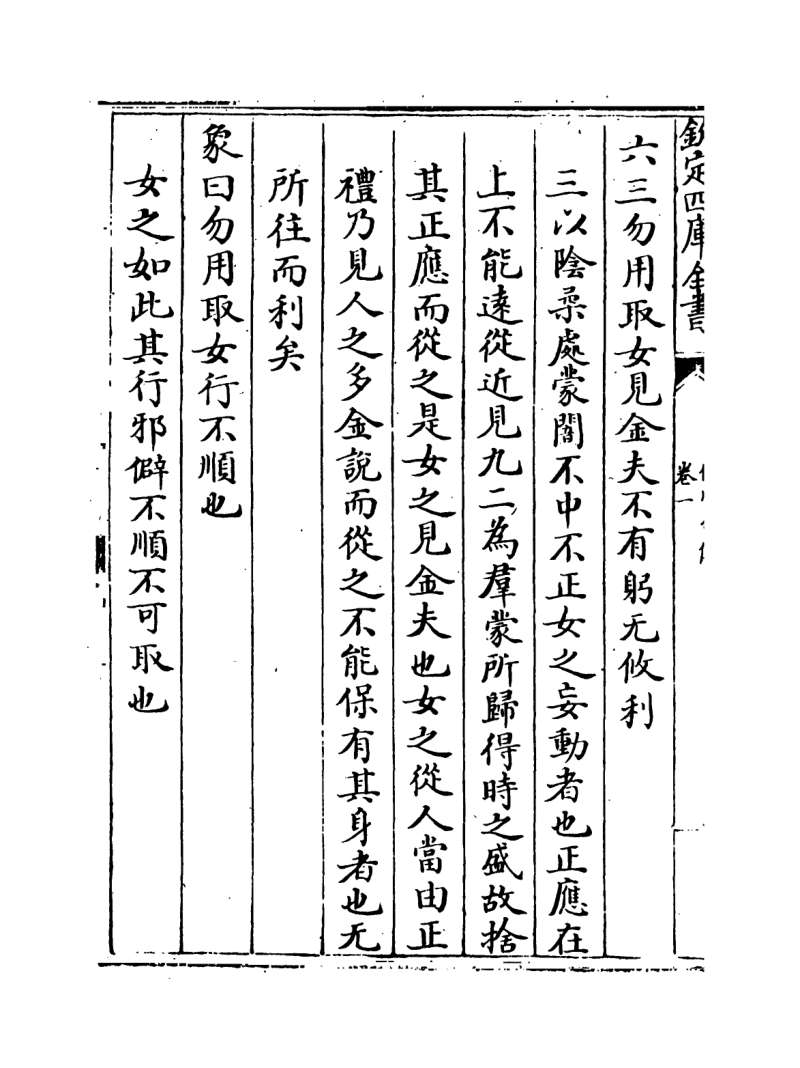 欽定四庫全書
卷一
六三勿用取女見金夫不有躬无攸利
三以陰柔處蒙闇不中不正女之妄動者也正應在
上不能遠從近見九二為羣蒙所歸得時之盛故捨
其正應而從之是女之見金夫也女之從人當由正
禮乃見人之多金說而從之不能保有其身者也无
所往而利矣
象曰勿用取女行不順也
女之如此其行邪僻不順不可取也